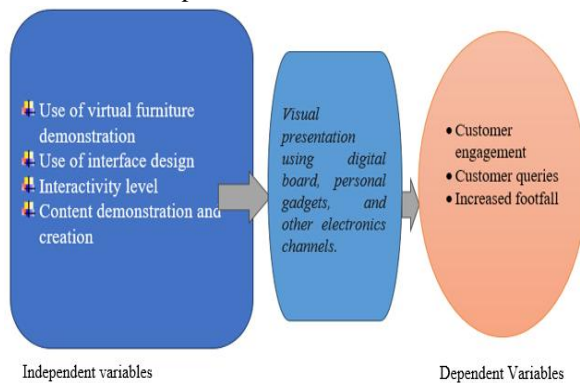 Use of virtual furniture
demonstration
Use of interface design
Interactivity level
Content demonstration and
creation
Visual
presentation
using digital
board, personal
gadgets, and
other electronics
channels.
• Customer
engagement
• Customer queries
• Increased footfall
Independent variables
Dependent Variables